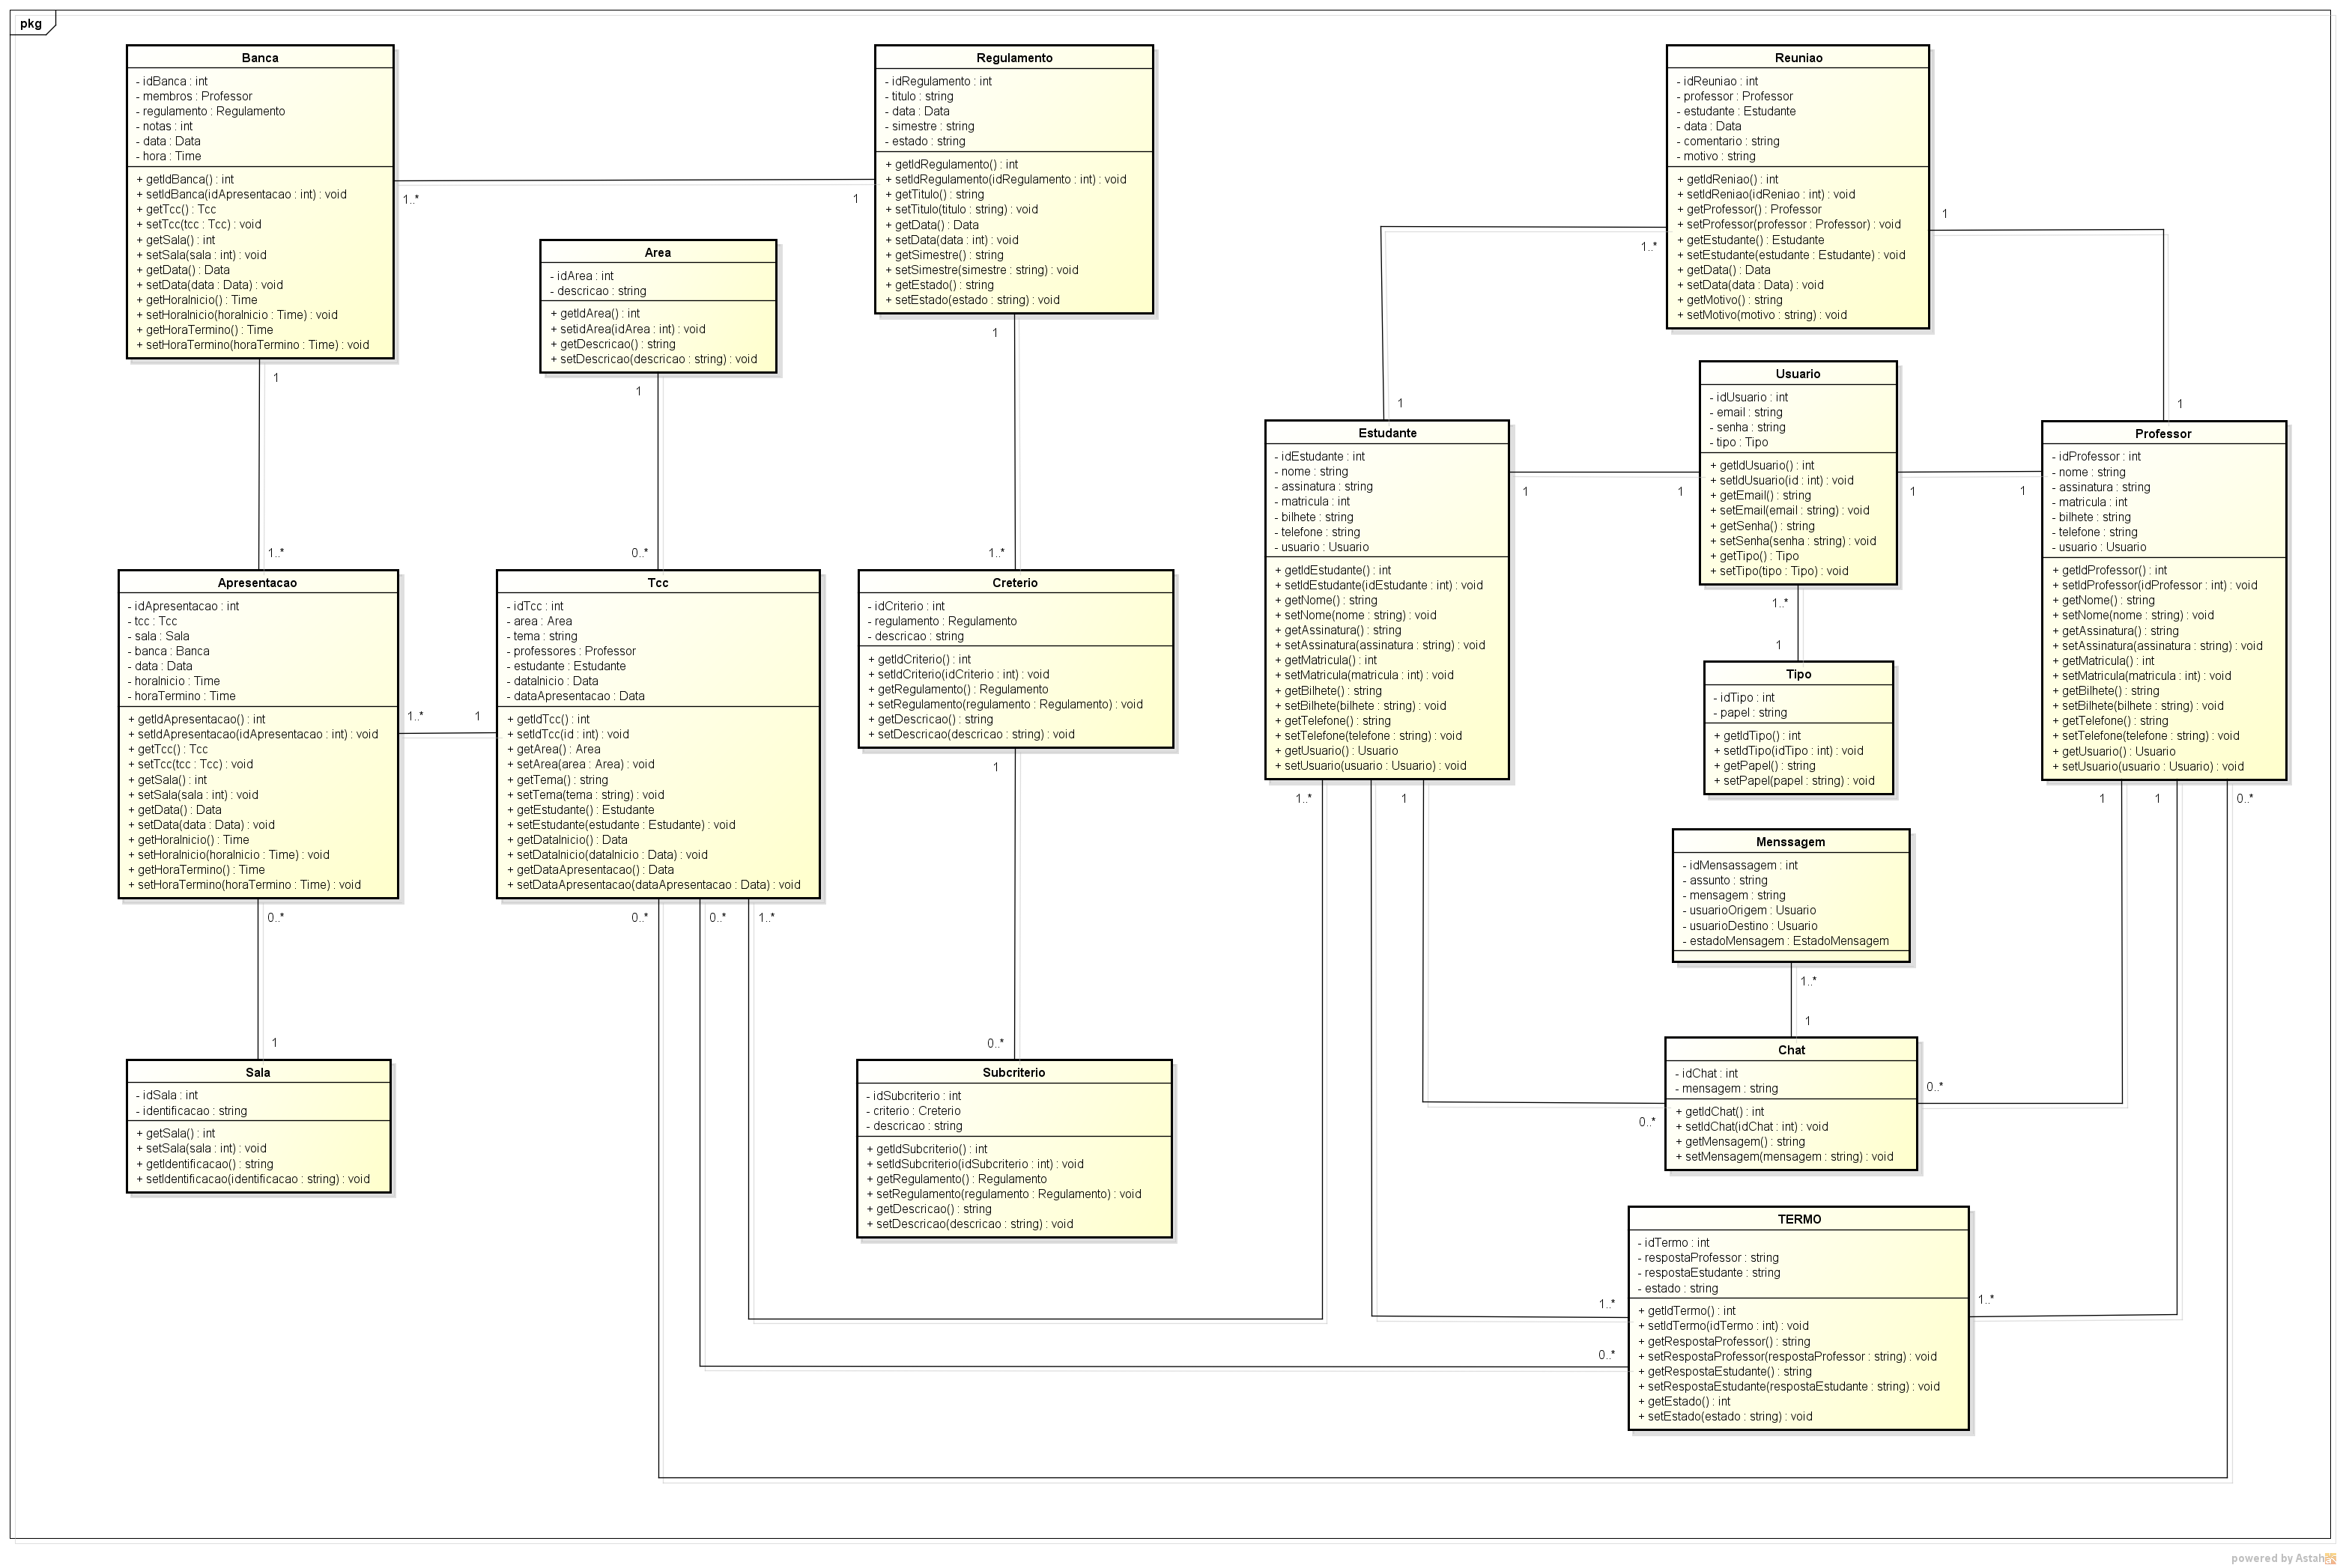 pkg
Banca
- idBanca : int
- membros : Professor
- regulamento : Regulamento
- notas : int
- data : Data
- hora : Time
+ getIdBanca() : int
+ setIdBanca(idApresentacao : int) : void
+ getTcc() : Tcc
+ setTcc(tcc : Tcc) : void
+ getSala() : int
+ setSala(sala : int) : void
+ getData() : Data
+ setData(data : Data) : void
+ getHoraInicio() : Time
+ setHoraInicio(horaInicio : Time) : void
+ getHoraTermino() : Time
+ setHoraTermino(horaTermino : Time) : void
1..*
1
1
1..*
Regulamento
- idRegulamento : int
- titulo : string
- data : Data
- simestre : string
- estado : string
+ getIdRegulamento() : int
+ setIdRegulamento(idRegulamento : int) : void
+ getTitulo() : string
+ setTitulo(titulo : string) : void
+ getData() : Data
+ setData(data : int) : void
+ getSimestre() : string
+ setSimestre(simestre : string) : void
+ getEstado() : string
+ setEstado(estado : string) : void
1
1..*
Area
- idArea : int
- descricao : string
+ getIdArea() : int
+ setidArea(idArea : int) : void
+ getDescricao() : string
+ setDescricao(descricao : string) : void
1
0..*
Reuniao
- idReuniao : int
- professor : Professor
- estudante : Estudante
- data : Data
- comentario : string
- motivo : string
+ getIdReniao() : int
+ setIdReniao(idReniao : int) : void
+ getProfessor() : Professor
+ setProfessor(professor : Professor) : void
+ getEstudante() : Estudante
+ setEstudante(estudante : Estudante) : void
+ getData() : Data
+ setData(data : Data) : void
+ getMotivo() : string
+ setMotivo(motivo : string) : void
1..*
1
1
1
Usuario
- idUsuario : int
- email : string
- senha : string
- tipo : Tipo
+ getIdUsuario() : int
+ setIdUsuario(id : int) : void
+ getEmail() : string
+ setEmail(email : string) : void
+ getSenha() : string
+ setSenha(senha : string) : void
+ getTipo() : Tipo
+ setTipo(tipo : Tipo) : void
1
1
1
1
1..*
1
Estudante
- idEstudante : int
- nome : string
- assinatura : string
- matricula : int
- bilhete : string
- telefone : string
- usuario : Usuario
+ getIdEstudante() : int
+ setIdEstudante(idEstudante : int) : void
+ getNome() : string
+ setNome(nome : string) : void
+ getAssinatura() : string
+ setAssinatura(assinatura : string) : void
+ getMatricula() : int
+ setMatricula(matricula : int) : void
+ getBilhete() : string
+ setBilhete(bilhete : string) : void
+ getTelefone() : string
+ setTelefone(telefone : string) : void
+ getUsuario() : Usuario
+ setUsuario(usuario : Usuario) : void
1..*
1
Professor
- idProfessor : int
- nome : string
- assinatura : string
- matricula : int
- bilhete : string
- telefone : string
- usuario : Usuario
+ getIdProfessor() : int
+ setIdProfessor(idProfessor : int) : void
+ getNome() : string
+ setNome(nome : string) : void
+ getAssinatura() : string
+ setAssinatura(assinatura : string) : void
+ getMatricula() : int
+ setMatricula(matricula : int) : void
+ getBilhete() : string
+ setBilhete(bilhete : string) : void
+ getTelefone() : string
+ setTelefone(telefone : string) : void
+ getUsuario() : Usuario
+ setUsuario(usuario : Usuario) : void
1
1
0..*
Apresentacao
- idApresentacao : int
- tcc : Tcc
- sala : Sala
- banca : Banca
- data : Data
- horaInicio : Time
- horaTermino : Time
+ getIdApresentacao() : int
+ setIdApresentacao(idApresentacao : int) : void
+ getTcc() : Tcc
+ setTcc(tcc : Tcc) : void
+ getSala() : int
+ setSala(sala : int) : void
+ getData() : Data
+ setData(data : Data) : void
+ getHoraInicio() : Time
+ setHoraInicio(horaInicio : Time) : void
+ getHoraTermino() : Time
+ setHoraTermino(horaTermino : Time) : void
1..*
1
0..*
1
Tcc
- idTcc : int
- area : Area
- tema : string
- professores : Professor
- estudante : Estudante
- dataInicio : Data
- dataApresentacao : Data
+ getIdTcc() : int
+ setIdTcc(id : int) : void
+ getArea() : Area
+ setArea(area : Area) : void
+ getTema() : string
+ setTema(tema : string) : void
+ getEstudante() : Estudante
+ setEstudante(estudante : Estudante) : void
+ getDataInicio() : Data
+ setDataInicio(dataInicio : Data) : void
+ getDataApresentacao() : Data
+ setDataApresentacao(dataApresentacao : Data) : void
0..*
0..*
1..*
Creterio
- idCriterio : int
- regulamento : Regulamento
- descricao : string
+ getIdCriterio() : int
+ setIdCriterio(idCriterio : int) : void
+ getRegulamento() : Regulamento
+ setRegulamento(regulamento : Regulamento) : void
+ getDescricao() : string
+ setDescricao(descricao : string) : void
1
0..*
Tipo
- idTipo : int
- papel : string
+ getIdTipo() : int
+ setIdTipo(idTipo : int) : void
+ getPapel() : string
+ setPapel(papel : string) : void
Menssagem
- idMensassagem : int
- assunto : string
- mensagem : string
- usuarioOrigem : Usuario
- usuarioDestino : Usuario
- estadoMensagem : EstadoMensagem
1..*
1
Chat
- idChat : int
- mensagem : string
+ getIdChat() : int
+ setIdChat(idChat : int) : void
+ getMensagem() : string
+ setMensagem(mensagem : string) : void
0..*
0..*
Sala
- idSala : int
- identificacao : string
+ getSala() : int
+ setSala(sala : int) : void
+ getIdentificacao() : string
+ setIdentificacao(identificacao : string) : void
Subcriterio
- idSubcriterio : int
- criterio : Creterio
- descricao : string
+ getIdSubcriterio() : int
+ setIdSubcriterio(idSubcriterio : int) : void
+ getRegulamento() : Regulamento
+ setRegulamento(regulamento : Regulamento) : void
+ getDescricao() : string
+ setDescricao(descricao : string) : void
TERMO
- idTermo : int
- respostaProfessor : string
- respostaEstudante : string
- estado : string
+ getIdTermo() : int
+ setIdTermo(idTermo : int) : void
+ getRespostaProfessor() : string
+ setRespostaProfessor(respostaProfessor : string) : void
+ getRespostaEstudante() : string
+ setRespostaEstudante(respostaEstudante : string) : void
+ getEstado() : int
+ setEstado(estado : string) : void
1..*
1..*
0..*
powered by Astah